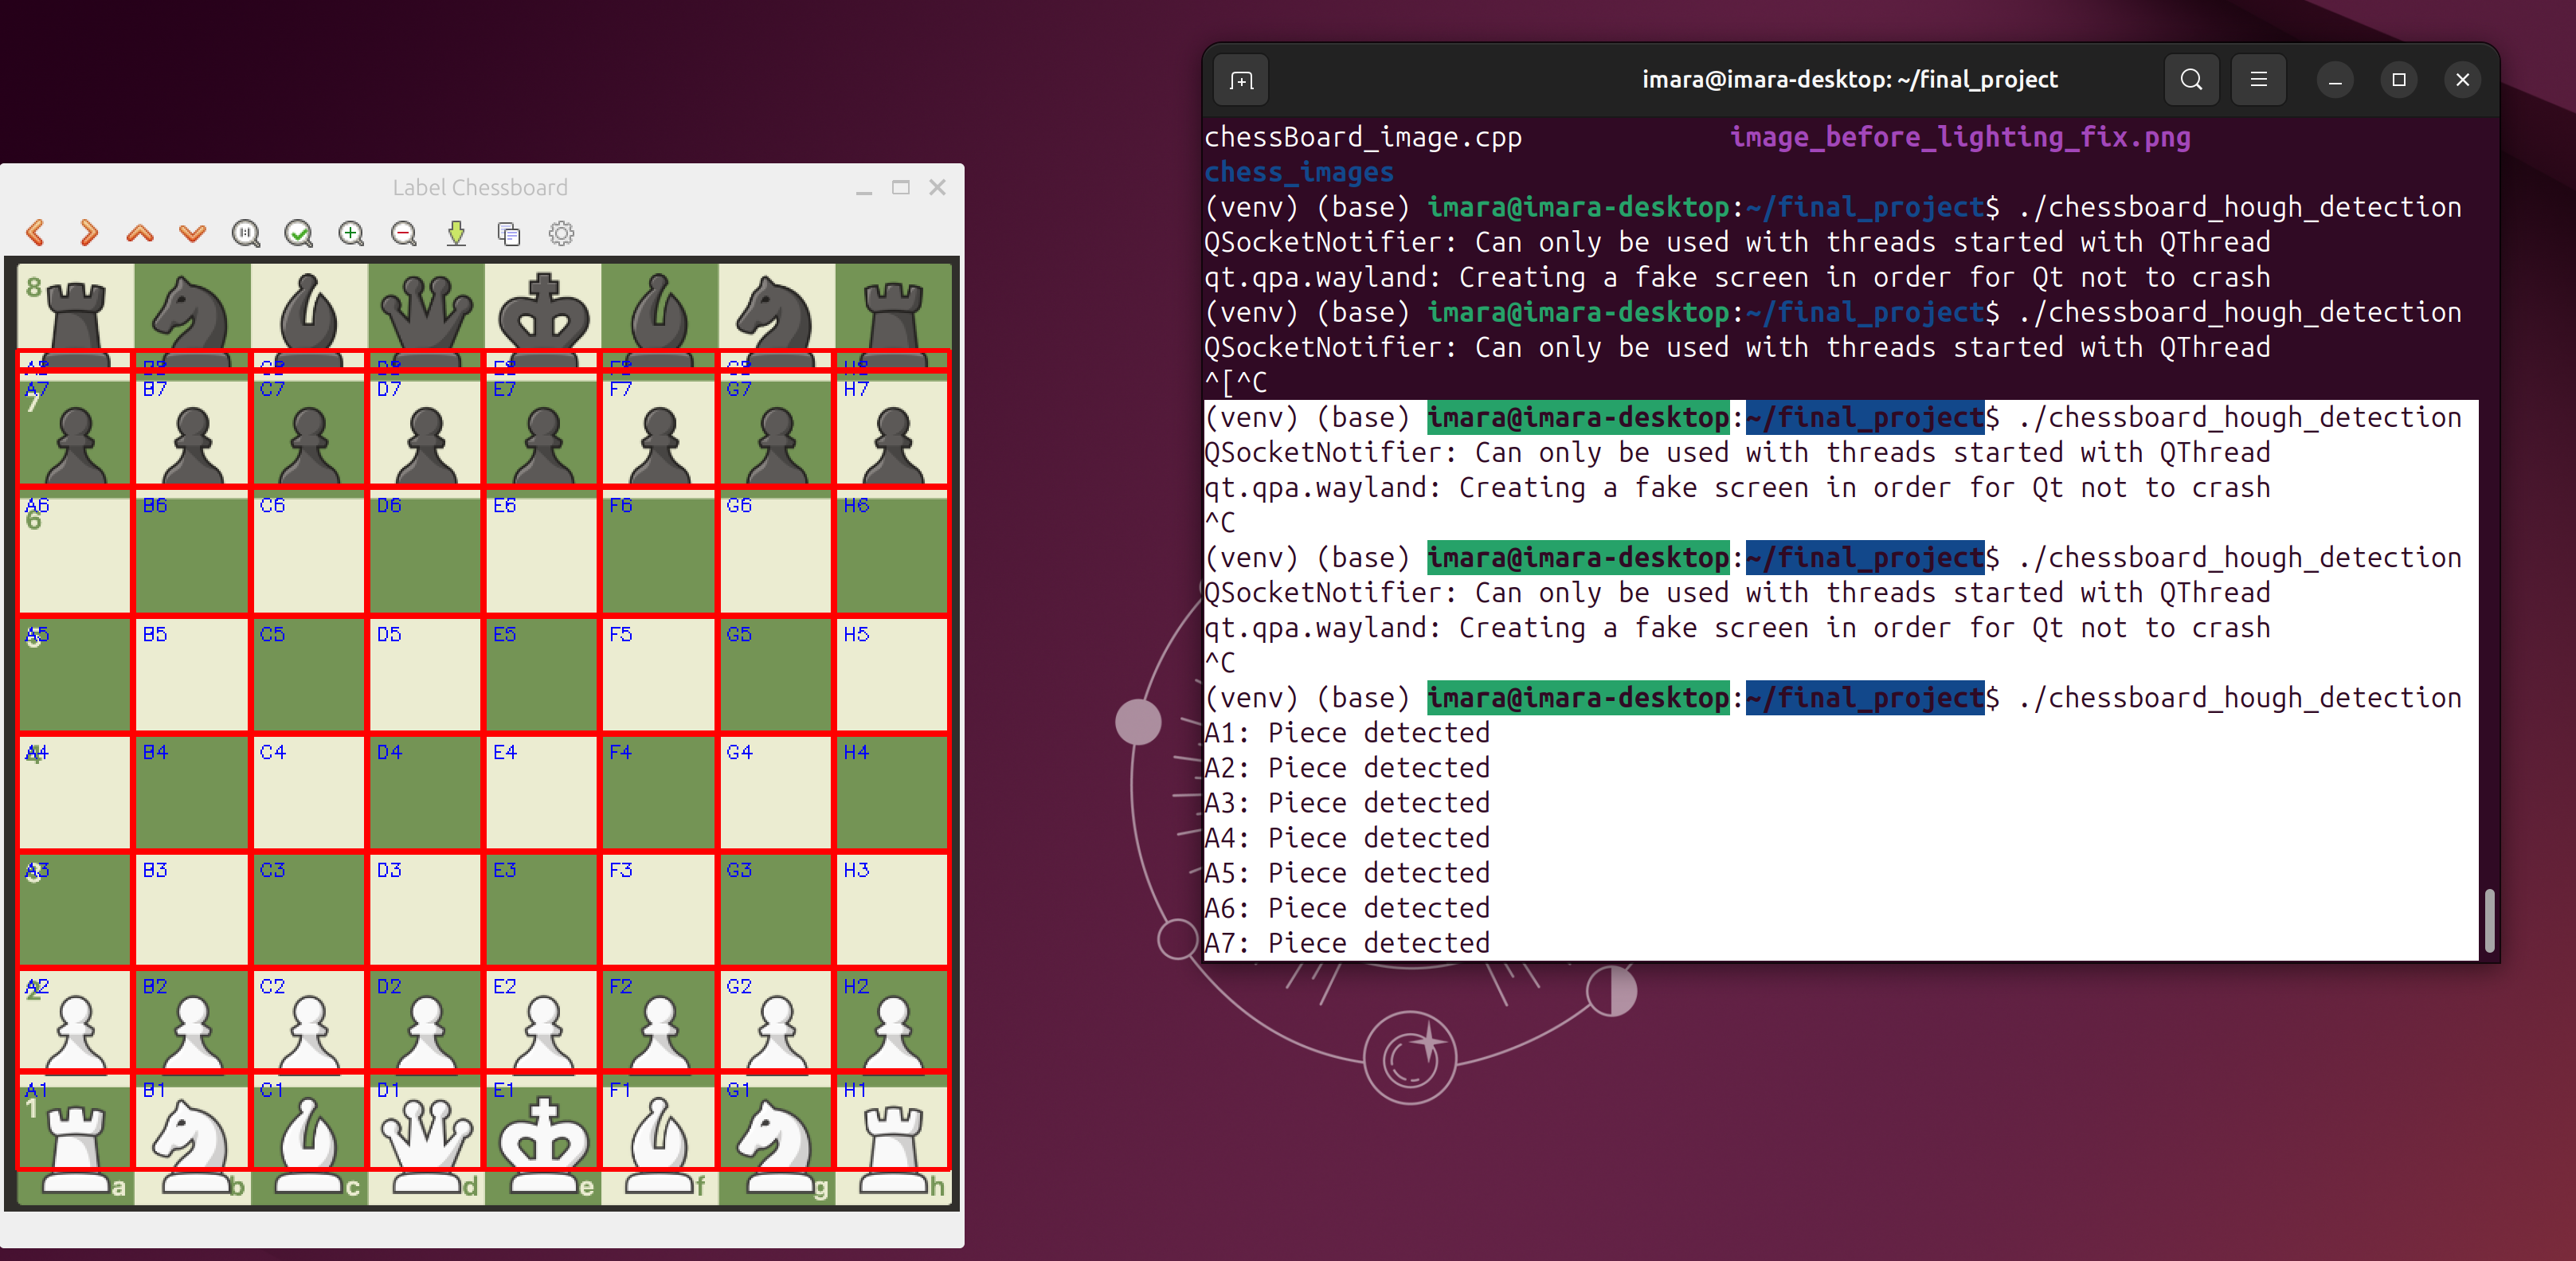 Label Chessboard
8
A8 B8 C8 D8 E8 F8 G8 H8
A7 B7 C7 D7 E7 F7 G7 H7
7
A6 B6 C6 D6 E6 F6 G6 H6
6
A5 B5 C5 D5 E5 F5 G5 H5
5
A4 B4 C4 D4 E4 F4 G4 H4
4
A3 B3 C3 D3 E3 F3 G3 H3
3
A2 B2 C2 D2 E2 F2 G2 H2
2
A1 B1 C1 D1 E1 F1 G1 H1
1
a b c d e f g h
imara@imara-desktop: ~/final_project
chessBoard_image.cpp image_before_lighting_fix.png
chess_images
(venv) (base) imara@imara-desktop:~/final_project$ ./chessboard_hough_detection
QSocketNotifier: Can only be used with threads started with QThread
qt.qpa.wayland: Creating a fake screen in order for Qt not to crash
(venv) (base) imara@imara-desktop:~/final_project$ ./chessboard_hough_detection
QSocketNotifier: Can only be used with threads started with QThread
^[^C
(venv) (base) imara@imara-desktop:~/final_project$ ./chessboard_hough_detection
QSocketNotifier: Can only be used with threads started with QThread
qt.qpa.wayland: Creating a fake screen in order for Qt not to crash
^C
(venv) (base) imara@imara-desktop:~/final_project$ ./chessboard_hough_detection
QSocketNotifier: Can only be used with threads started with QThread
qt.qpa.wayland: Creating a fake screen in order for Qt not to crash
^C
(venv) (base) imara@imara-desktop:~/final_project$ ./chessboard_hough_detection
A1: Piece detected
A2: Piece detected
A3: Piece detected
A4: Piece detected
A5: Piece detected
A6: Piece detected
A7: Piece detected